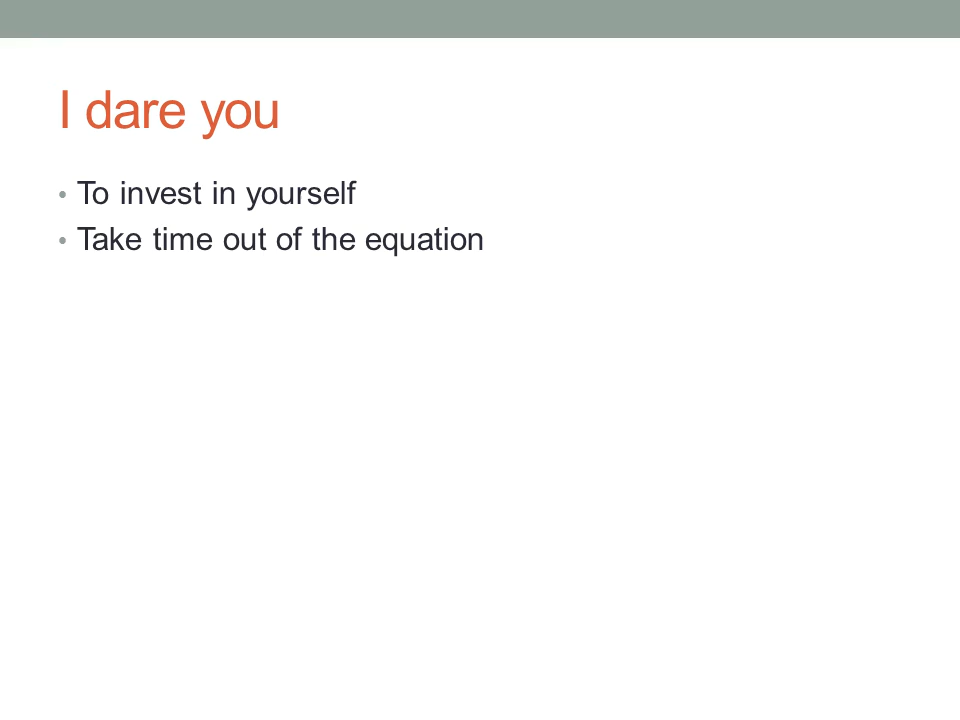 I dare you
• To invest in yourself
• Take time out of the equation